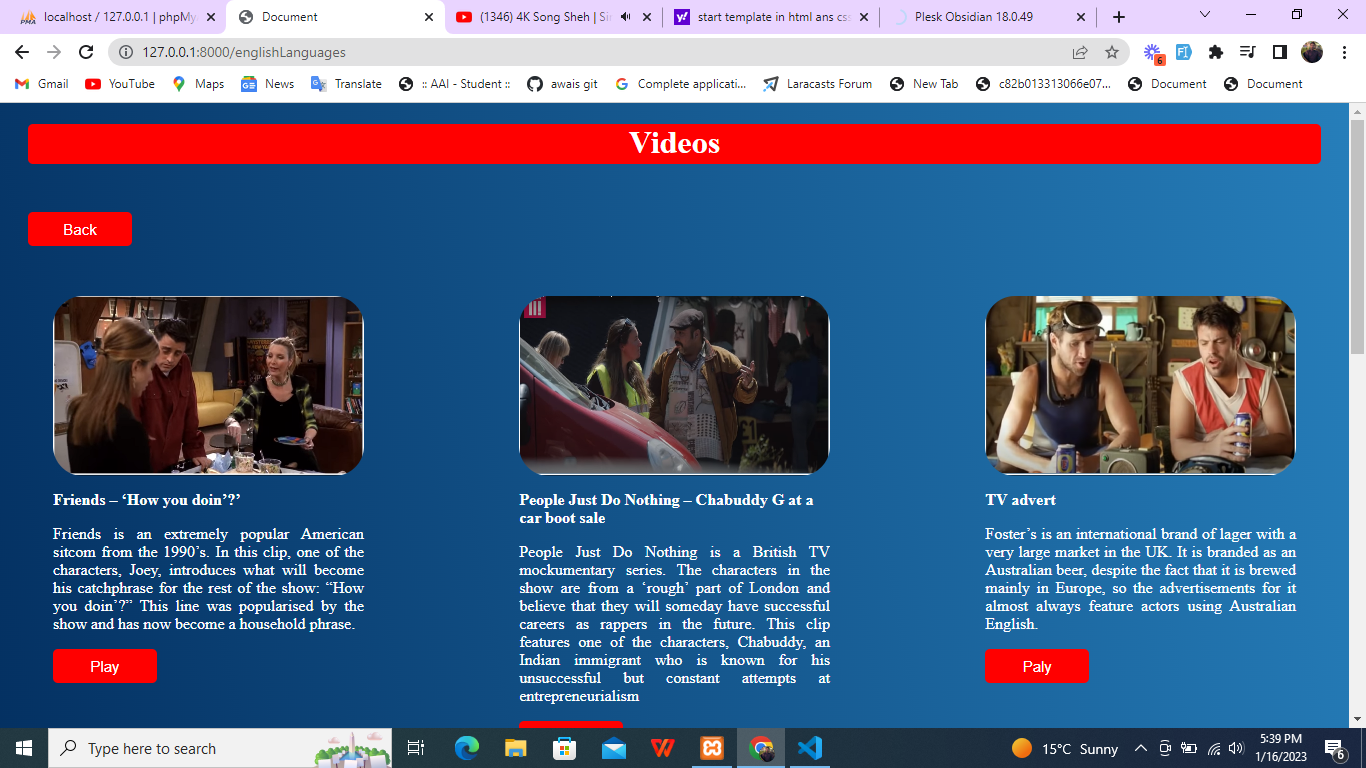 localhost / 127.0.0.1 | phpMy
Document
(1346) 4K Song Sheh | Sin
start template in html ans css
Plesk Obsidian 18.0.49
127.0.0.1:8000/englishLanguages
6
Gmail
YouTube
Maps
News
Translate
:: AAI - Student ::
awais git
Complete applicati...
Laracasts Forum
New Tab
c82b013313066e07...
Document
Document
Videos
Back
Friends – ‘How you doin’?’
Friends is an extremely popular American
sitcom from the 1990’s. In this clip, one of the
characters, Joey, introduces what will become
his catchphrase for the rest of the show: “How
you doin’?” This line was popularised by the
show and has now become a household phrase.
Play
People Just Do Nothing – Chabuddy G at a
car boot sale
People Just Do Nothing is a British TV
mockumentary series. The characters in the
show are from a ‘rough’ part of London and
believe that they will someday have successful
careers as rappers in the future. This clip
features one of the characters, Chabuddy, an
Indian immigrant who is known for his
unsuccessful but constant attempts at
entrepreneurialism
TV advert
Foster’s is an international brand of lager with a
very large market in the UK. It is branded as an
Australian beer, despite the fact that it is brewed
mainly in Europe, so the advertisements for it
almost always feature actors using Australian
English.
Paly
Type here to search
15°C Sunny
5:39 PM
1/16/2023
6